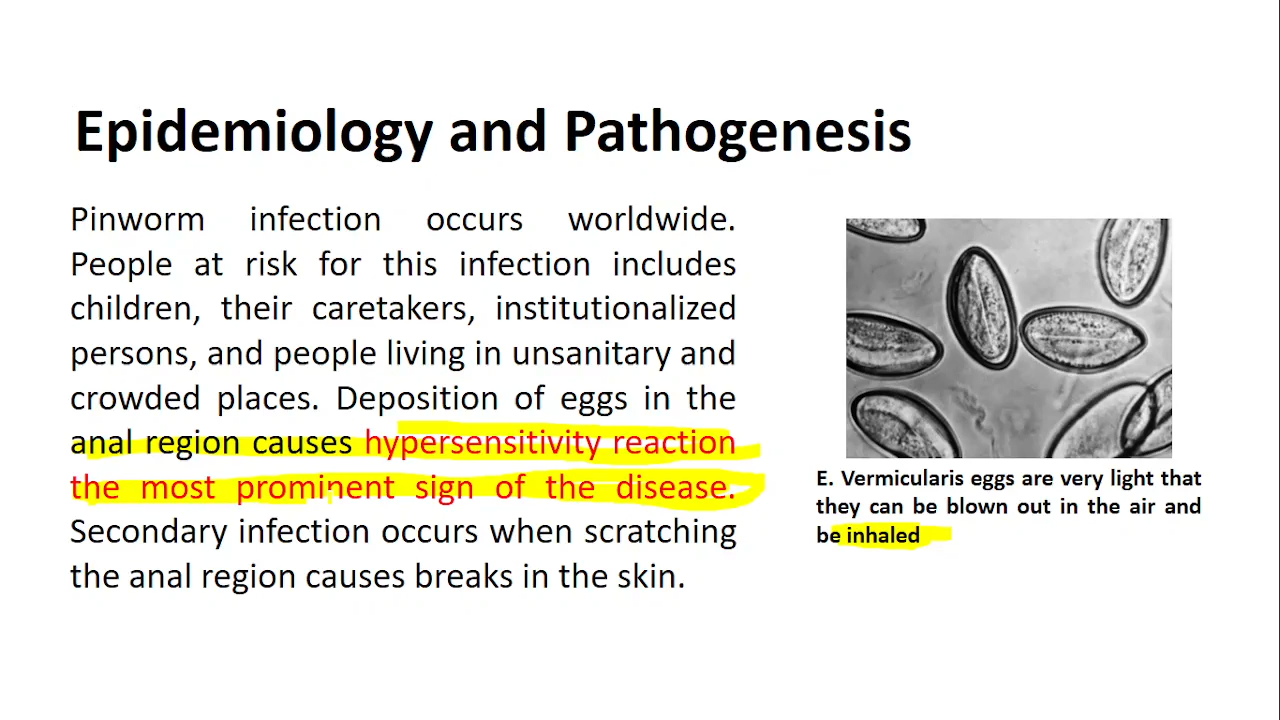 Epidemiology and Pathogenesis
Pinworm infection occurs worldwide.
People at risk for this infection includes
children, their caretakers, institutionalized
persons, and people living in unsanitary and
crowded places. Deposition of eggs in the
anal region causes hypersensitivity reaction
the most prominent sign of the disease.
Secondary infection occurs when scratching
the anal region causes breaks in the skin.
E. Vermicularis eggs are very light that
they can be blown out in the air and
be inhaled